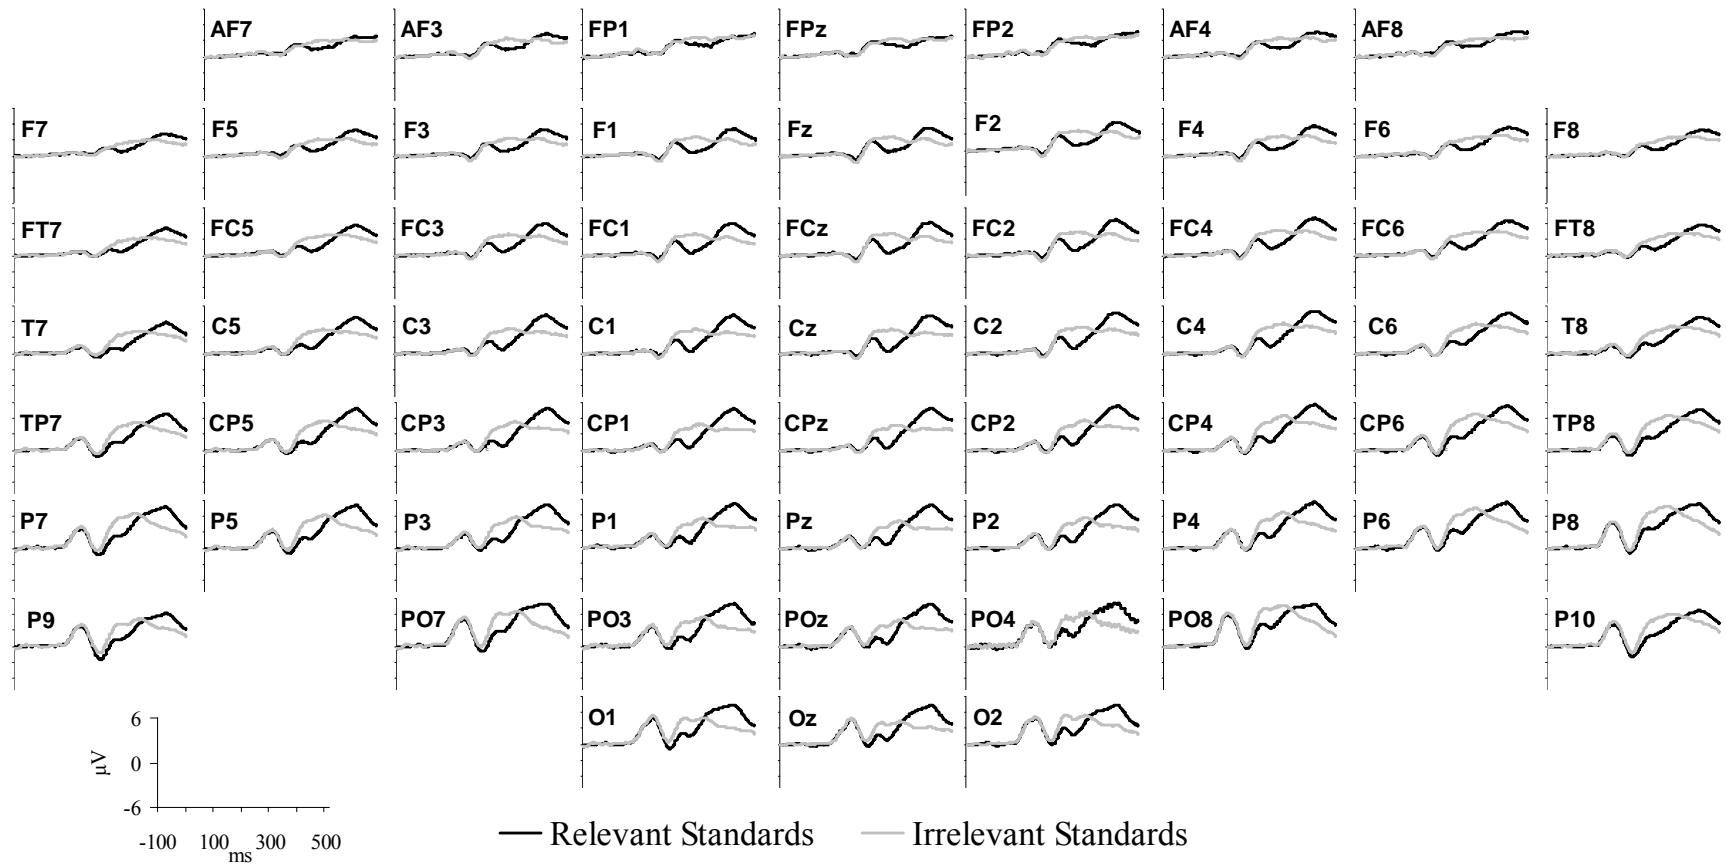 AF7 AF3 FP1 FPz FP2 AF4 AF8
F7 F5 F3 F1 Fz F2 F4 F6 F8
FT7 FC5 FC3 FC1 FCz FC2 FC4 FC6 FT8
T7 C5 C3 C1 Cz C2 C4 C6 T8
TP7 CP5 CP3 CP1 CPz CP2 CP4 CP6 TP8
P7 P5 P3 P1 Pz P2 P4 P6 P8
P9 PO7 PO3 POz PO4 PO8 P10
O1 Oz O2
6
μV
0
-6
-100 100 300 500
ms
Relevant Standards Irrelevant Standards